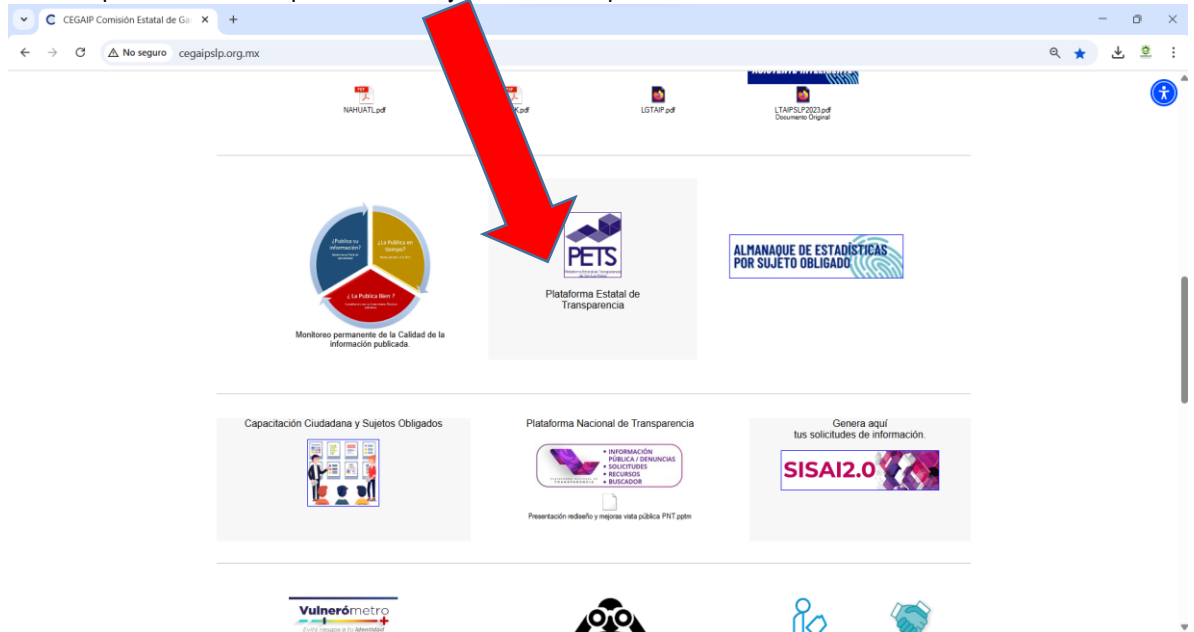 CEGAIP Comisión Estatal de Ga
No seguro
cegaipslp.org.mx
NAHUATL.pdf
LGTAIP.pdf
LTAIPSLP2023.pdf
Documento Original
¿Publica su información?
¿La Publica en tiempo?
¿La Publica Bien ?
Monitoreo permanente de la Calidad de la
información publicada.
PETS
Plataforma Estatal de
Transparencia
ALMANAQUE DE ESTADÍSTICAS
POR SUJETO OBLIGADO
Capacitación Ciudadana y Sujetos Obligados
Plataforma Nacional de Transparencia
• INFORMACIÓN
PÚBLICA / DENUNCIAS
• SOLICITUDES
• RECURSOS
• BUSCADOR
Presentación rediseño y mejoras vista pública PNT.pptm
Genera aquí
tus solicitudes de información.
SISAI2.0
Vulnerómetro